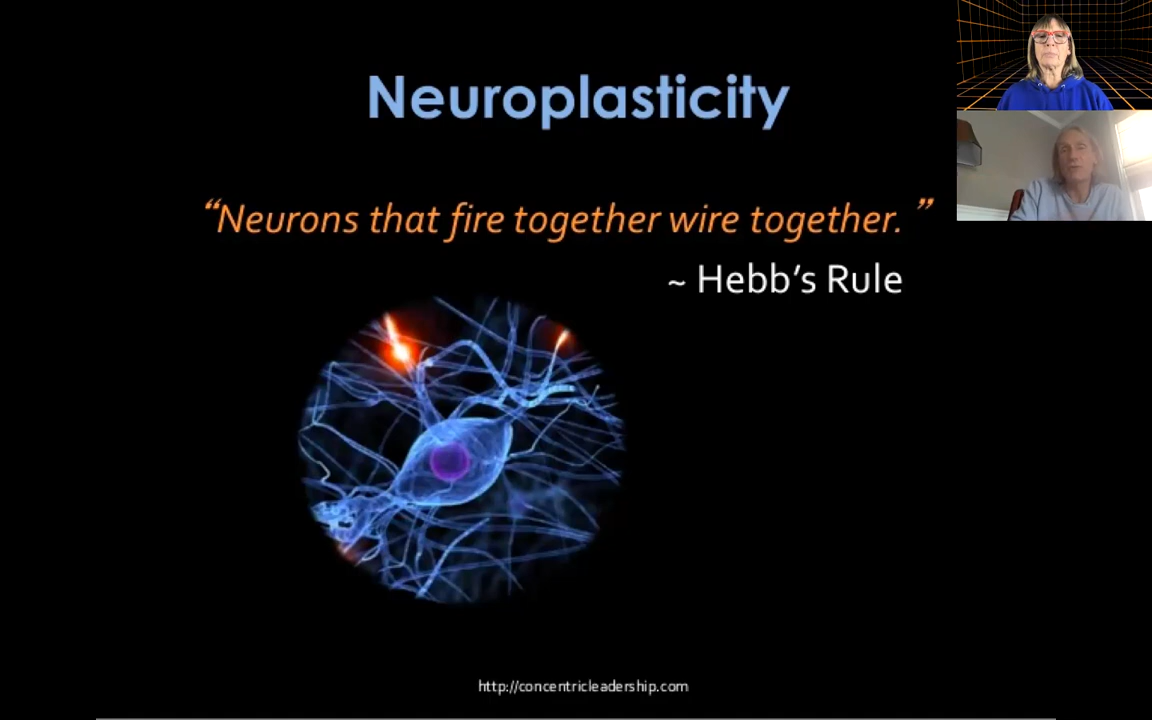 Neuroplasticity
“Neurons that fire together wire together. ”
~ Hebb’s Rule
http://concentricleadership.com